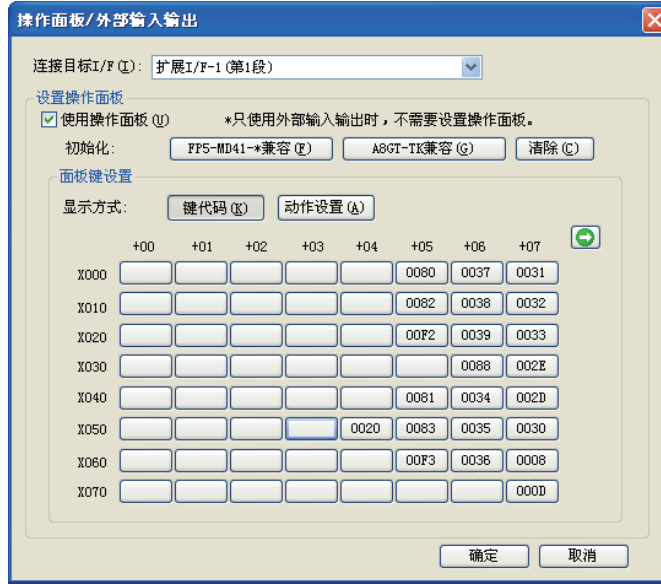 操作面板/外部输入输出
连接目标I/F(I): 扩展I/F-1(第1段)
设置操作面板
使用操作面板(U) *只使用外部输入输出时，不需要设置操作面板。
初始化: FP5-MD41-*兼容(F) A8GT-TK兼容(G) 清除(C)
面板键设置
显示方式: 键代码(K) 动作设置(A)
+00 +01 +02 +03 +04 +05 +06 +07
X000 0080 0037 0031
X010 0082 0038 0032
X020 00F2 0039 0033
X030 0088 002E
X040 0081 0034 002D
X050 0020 0083 0035 0030
X060 00F3 0036 0008
X070 000D
确定 取消